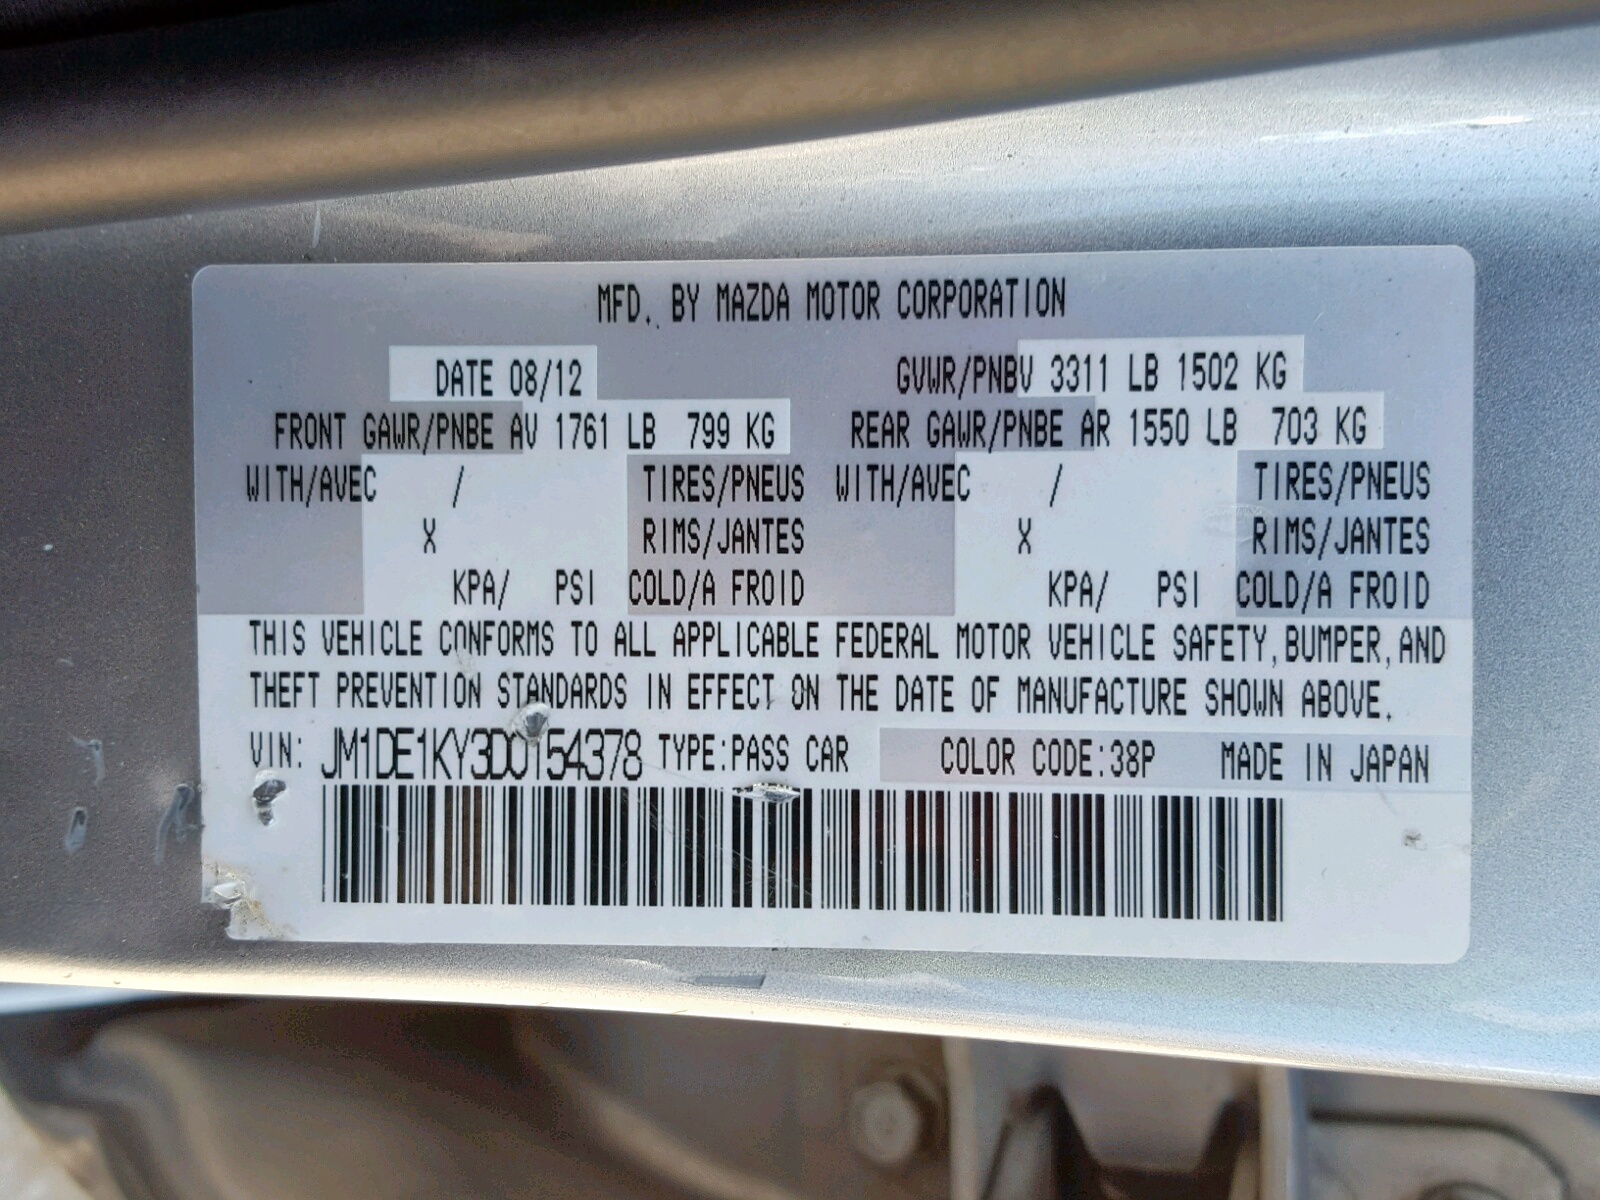 MFD. BY MAZDA MOTOR CORPORATION
DATE 08/12 GVWR/PNBV 3311 LB 1502 KG
FRONT GAWR/PNBE AV 1761 LB 799 KG REAR GAWR/PNBE AR 1550 LB 703 KG
WITH/AVEC / TIRES/PNEUS WITH/AVEC / TIRES/PNEUS
X RIMS/JANTES X RIMS/JANTES
KPA/ PSI COLD/A FROID KPA/ PSI COLD/A FROID
THIS VEHICLE CONFORMS TO ALL APPLICABLE FEDERAL MOTOR VEHICLE SAFETY, BUMPER, AND
THEFT PREVENTION STANDARDS IN EFFECT ON THE DATE OF MANUFACTURE SHOWN ABOVE.
VIN: JM1DE1KY3D0154378 TYPE:PASS CAR COLOR CODE:38P MADE IN JAPAN